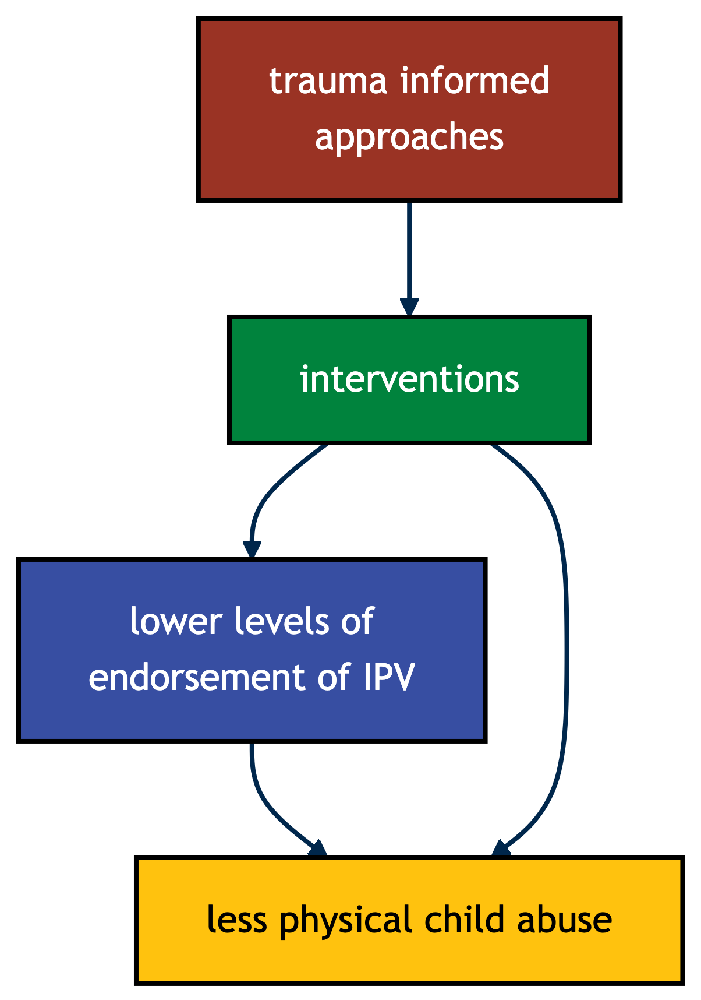 trauma informed
approaches
interventions
lower levels of
endorsement of IPV
less physical child abuse